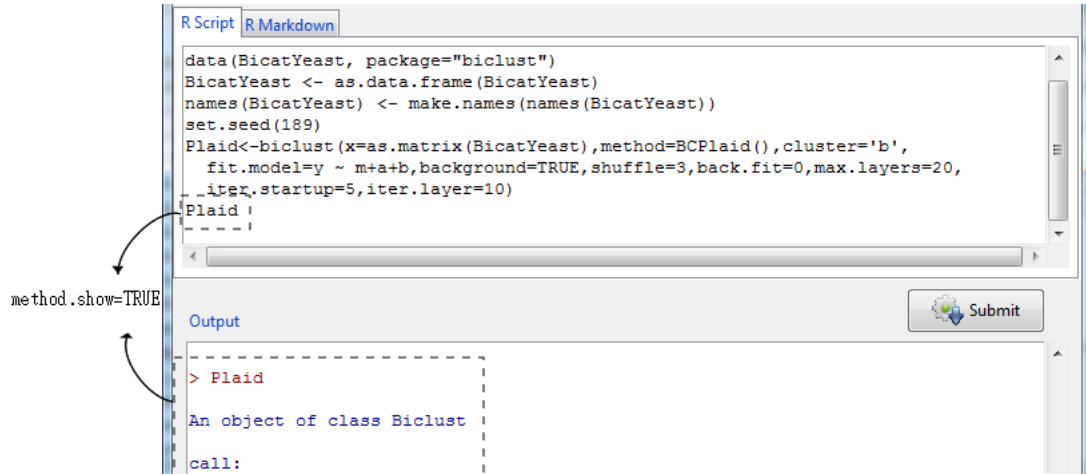 R Script R Markdown
data(BicatYeast, package="biclust")
BicatYeast <- as.data.frame(BicatYeast)
names(BicatYeast) <- make.names(names(BicatYeast))
set.seed(189)
Plaid<-biclust(x=as.matrix(BicatYeast),method=BCPlaid(),cluster='b',
fit.model=y ~ m+a+b,background=TRUE,shuffle=3,back.fit=0,max.layers=20,
iter.startup=5,iter.layer=10)
Plaid
method.show=TRUE
Submit
Output
> Plaid
An object of class Biclust
call: